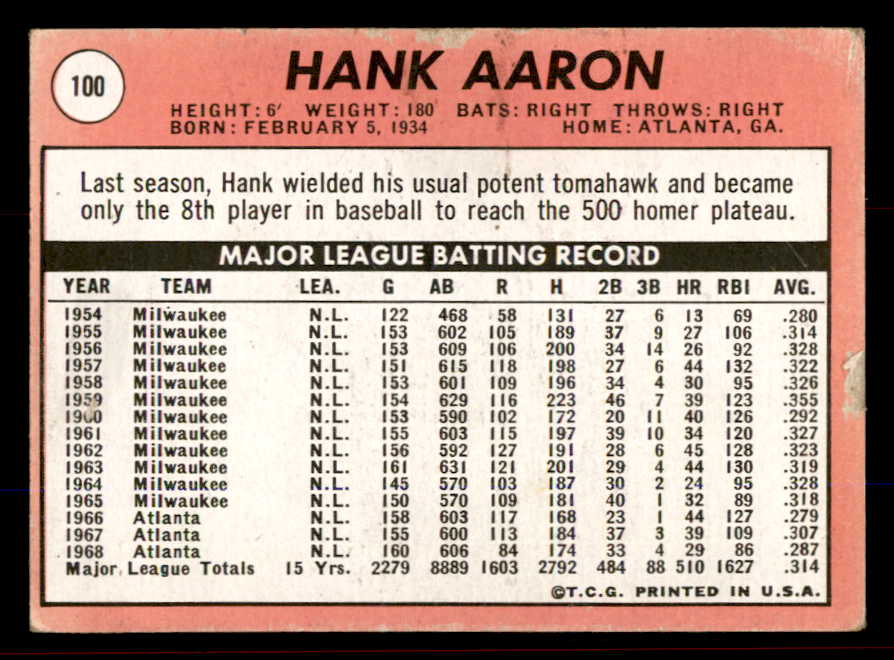 100
HANK AARON
HEIGHT: 6' WEIGHT: 180 BATS: RIGHT THROWS: RIGHT
BORN: FEBRUARY 5, 1934 HOME: ATLANTA, GA.
Last season, Hank wielded his usual potent tomahawk and became
only the 8th player in baseball to reach the 500 homer plateau.
MAJOR LEAGUE BATTING RECORD
YEAR TEAM LEA. G AB R H 2B 3B HR RBI AVG.
1954 Milwaukee N.L. 122 468 58 131 27 6 13 69 .280
1955 Milwaukee N.L. 153 602 105 189 37 9 27 106 .314
1956 Milwaukee N.L. 153 609 106 200 34 14 26 92 .328
1957 Milwaukee N.L. 151 615 118 198 27 6 44 132 .322
1958 Milwaukee N.L. 153 601 109 196 34 4 30 95 .326
1959 Milwaukee N.L. 154 629 116 223 46 7 39 123 .355
1960 Milwaukee N.L. 153 590 102 172 20 11 40 126 .292
1961 Milwaukee N.L. 155 603 115 197 39 10 34 120 .327
1962 Milwaukee N.L. 156 592 127 191 28 6 45 128 .323
1963 Milwaukee N.L. 161 631 121 201 29 4 44 130 .319
1964 Milwaukee N.L. 145 570 103 187 30 2 24 95 .328
1965 Milwaukee N.L. 150 570 109 181 40 1 32 89 .318
1966 Atlanta N.L. 158 603 117 168 23 1 44 127 .279
1967 Atlanta N.L. 155 600 113 184 37 3 39 109 .307
1968 Atlanta N.L. 160 606 84 174 33 4 29 86 .287
Major League Totals 15 Yrs. 2279 8889 1603 2792 484 88 510 1627 .314
©T.C.G. PRINTED IN U.S.A.